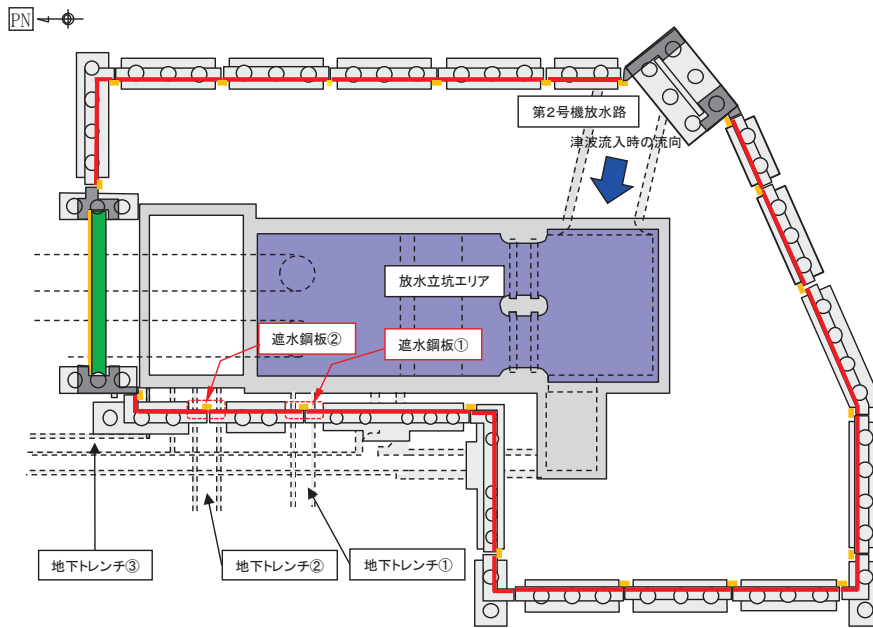 PN
第2号機放水路
津波流入時の流向
放水立坑エリア
遮水鋼板②
遮水鋼板①
地下トレンチ③
地下トレンチ②
地下トレンチ①